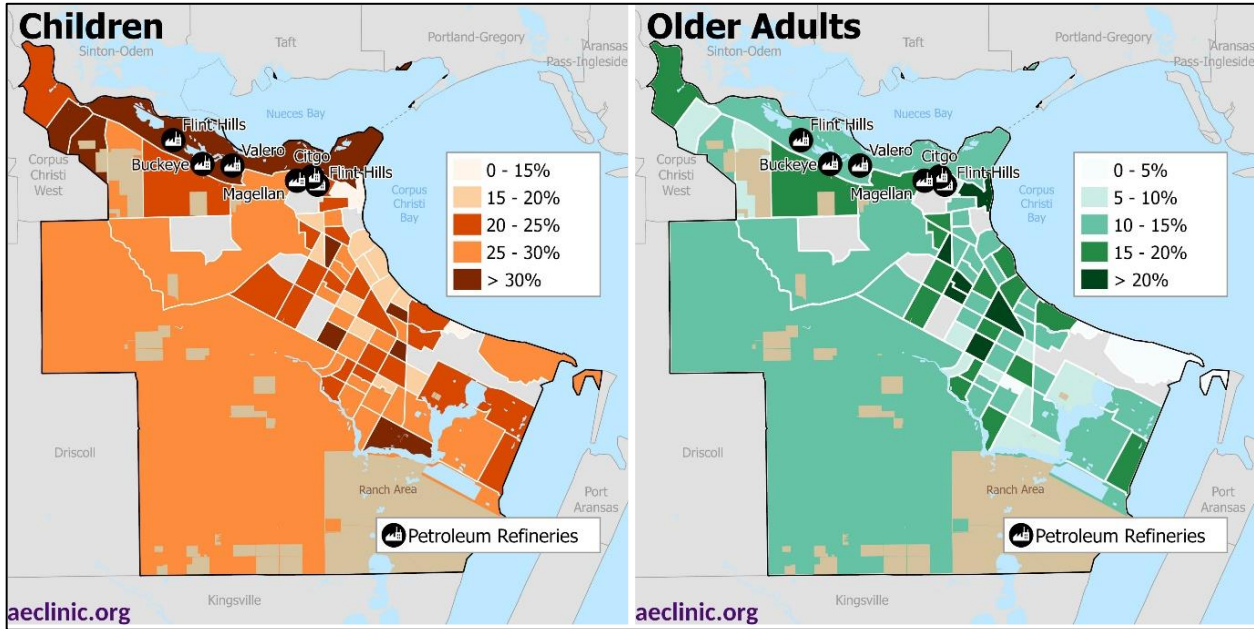 Children
Sinton-Odem
Taft
Portland-Gregory
Aransas
Pass-Ingleside
Nueces Bay
Flint Hills
Corpus
Christi
West
Buckeye
Valero
Citgo
Flint Hills
Magellan
Corpus
Christi
Bay
0 - 15%
15 - 20%
20 - 25%
25 - 30%
> 30%
Driscoll
Ranch Area
Port
Aransas
Petroleum Refineries
Kingsville
aeclinic.org
Older Adults
Sinton-Odem
Taft
Portland-Gregory
Aransas
Pass-Ingleside
Nueces Bay
Flint Hills
Corpus
Christi
West
Buckeye
Valero
Citgo
Flint Hills
Magellan
Corpus
Christi
Bay
0 - 5%
5 - 10%
10 - 15%
15 - 20%
> 20%
Driscoll
Ranch Area
Port
Aransas
Petroleum Refineries
Kingsville
aeclinic.org